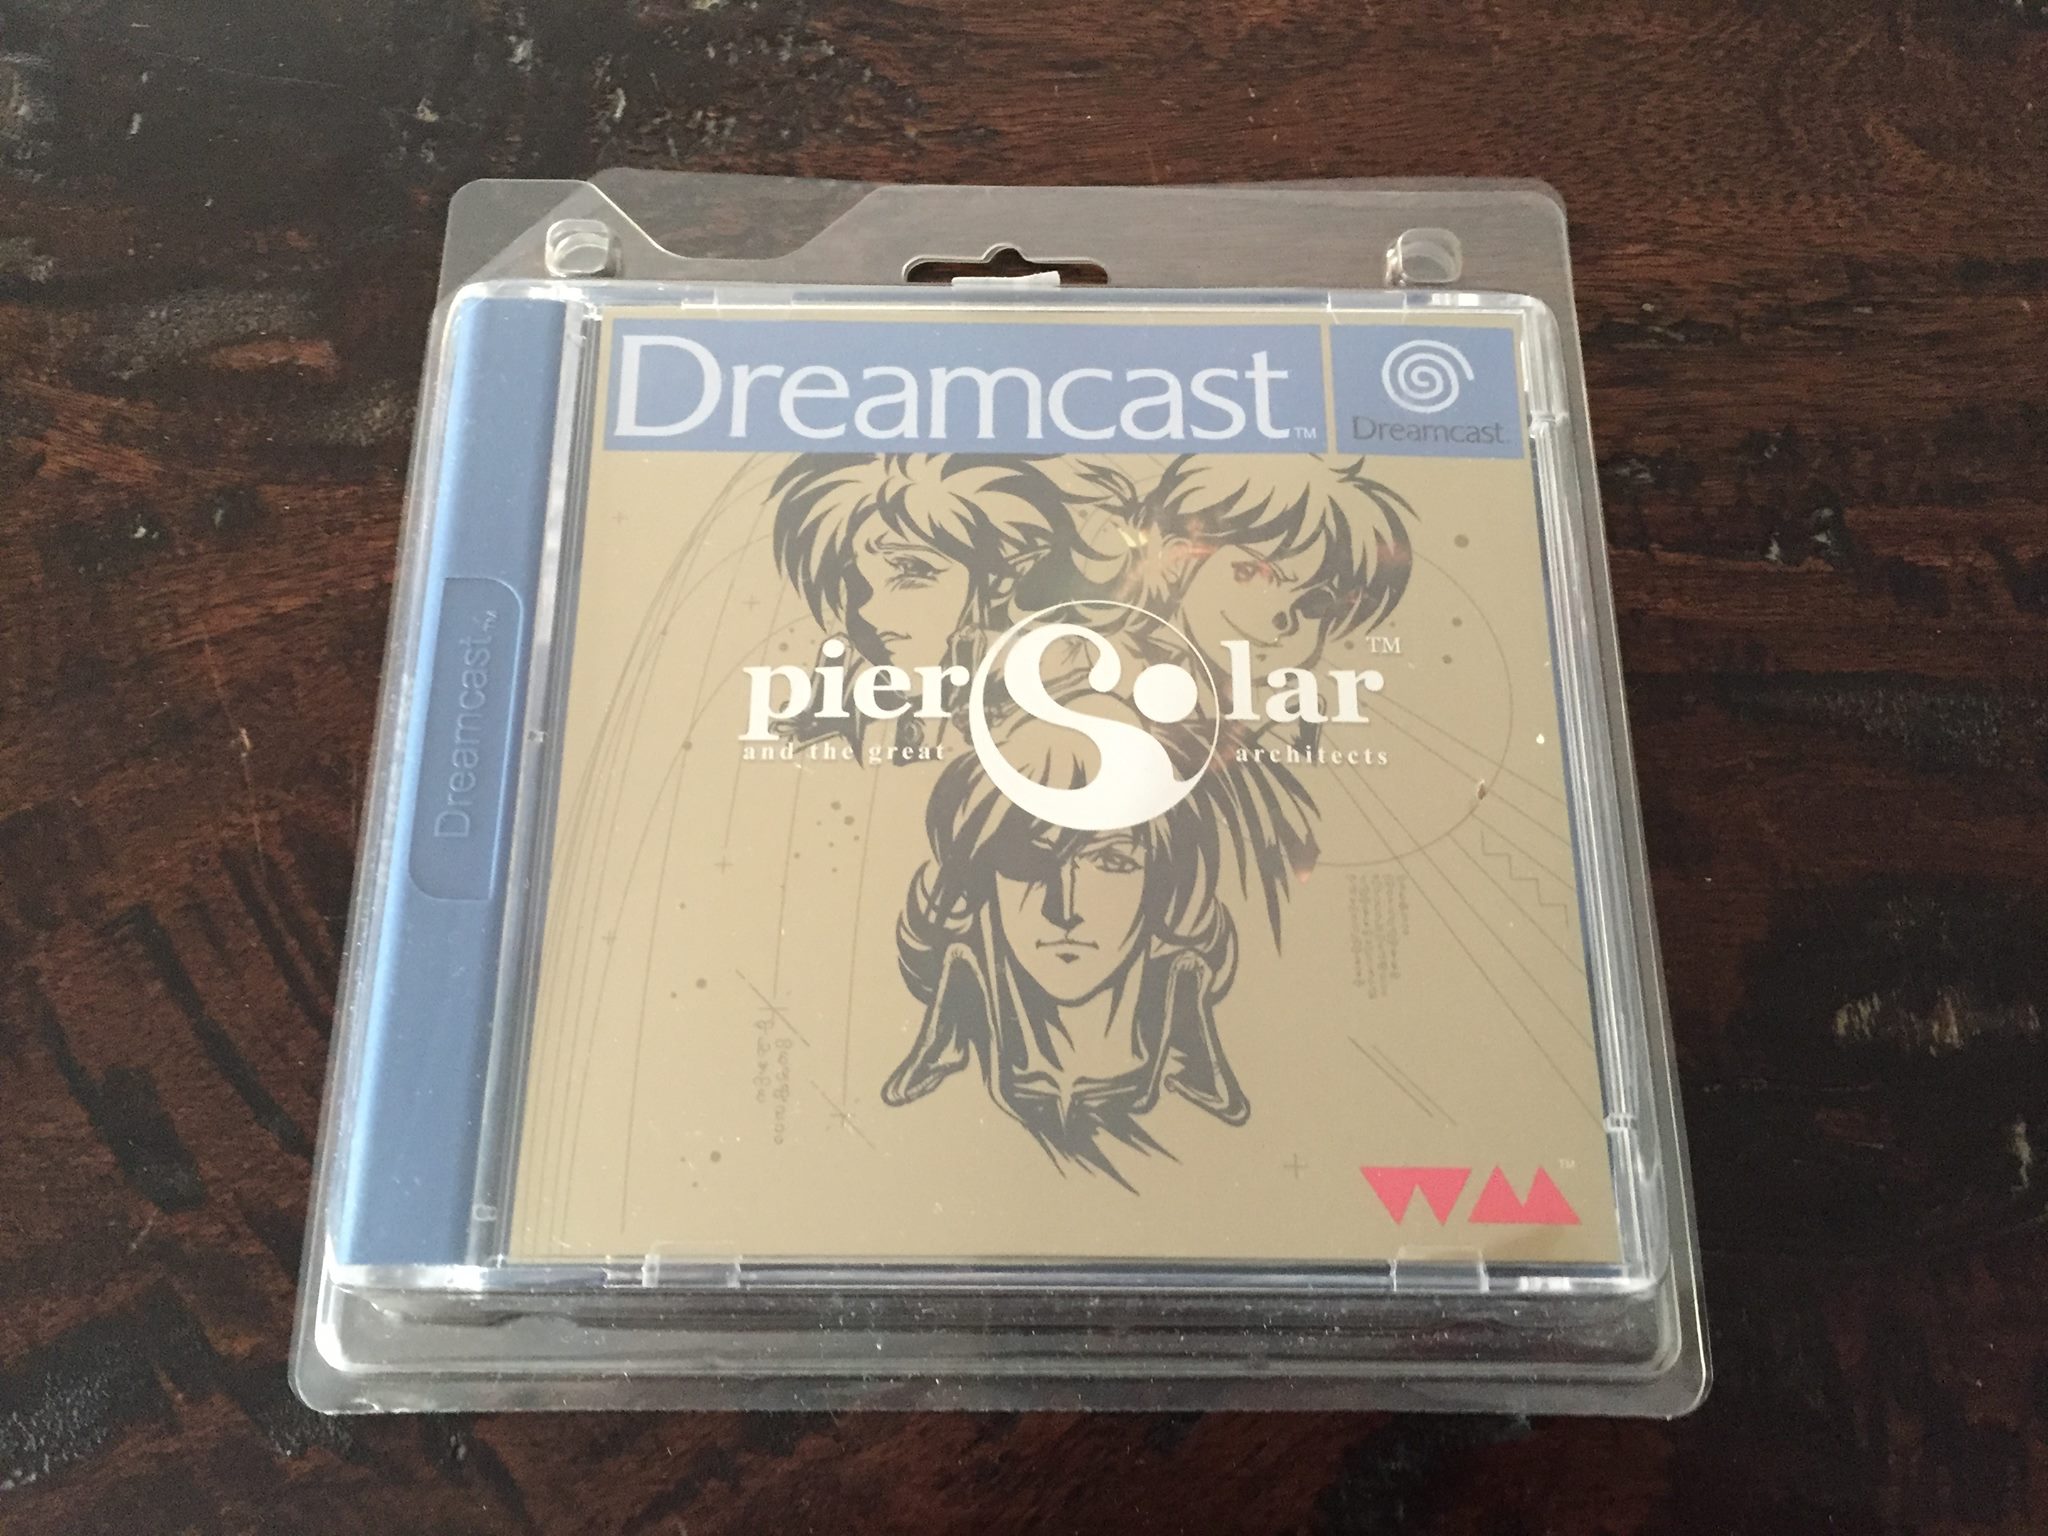 Dreamcast™
Dreamcast
Dreamcast™
pier Solar™
and the great architects
WM™